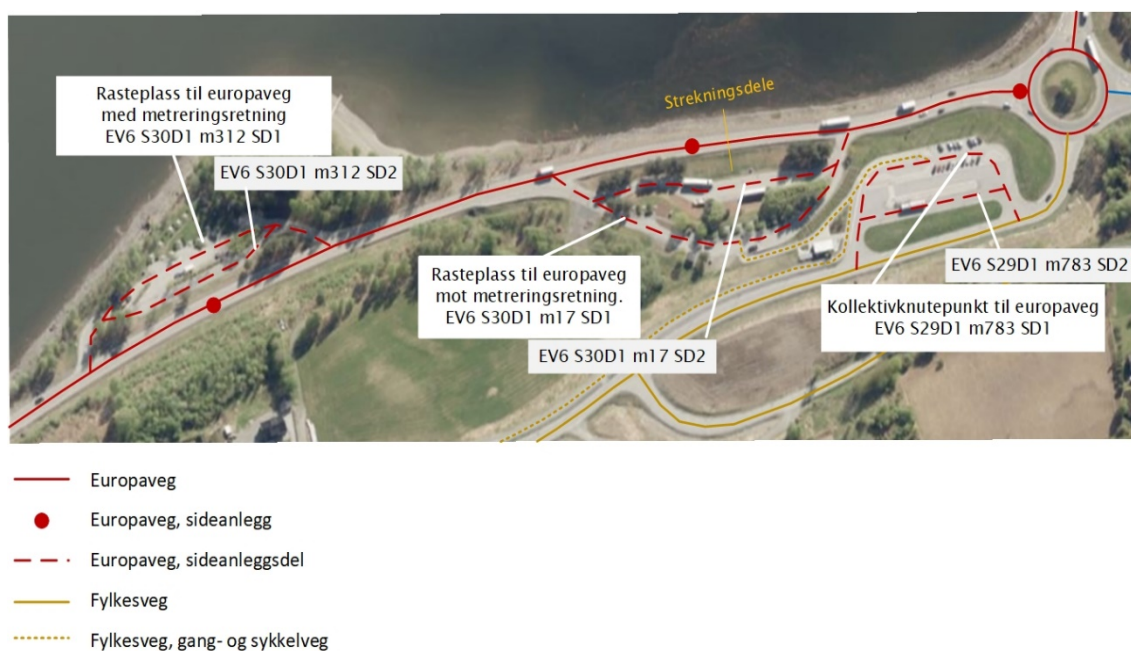 Rasteplass til europaveg
med metreringsretning
EV6 S30D1 m312 SD1
EV6 S30D1 m312 SD2
Strekningsdele
Rasteplass til europaveg
mot metreringsretning.
EV6 S30D1 m17 SD1
EV6 S30D1 m17 SD2
EV6 S29D1 m783 SD2
Kollektivknutepunkt til europaveg
EV6 S29D1 m783 SD1
Europaveg
Europaveg, sideanlegg
Europaveg, sideanleggsdel
Fylkesveg
Fylkesveg, gang- og sykkelveg